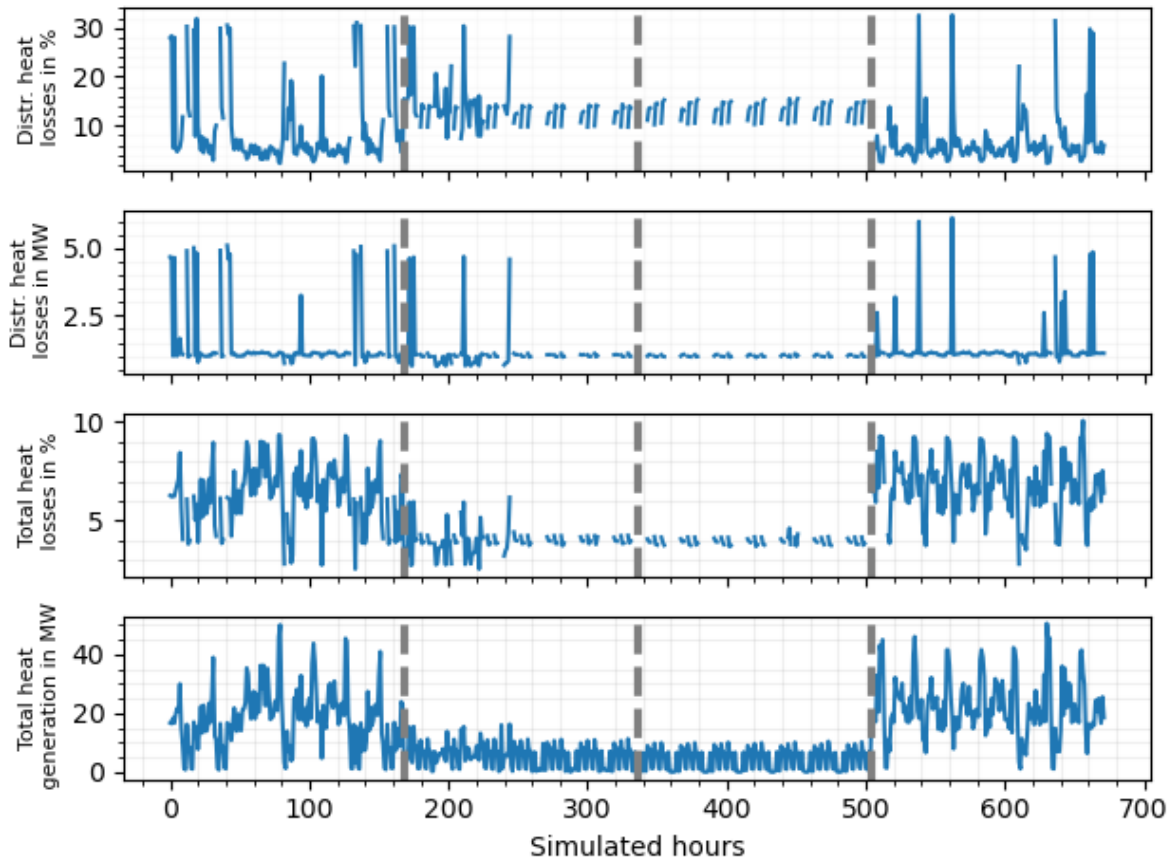 Distr. heat
losses in %
30
20
10
Distr. heat
losses in MW
5.0
2.5
Total heat
losses in %
10
5
Total heat
generation in MW
40
20
0
0 100 200 300 400 500 600 700
Simulated hours